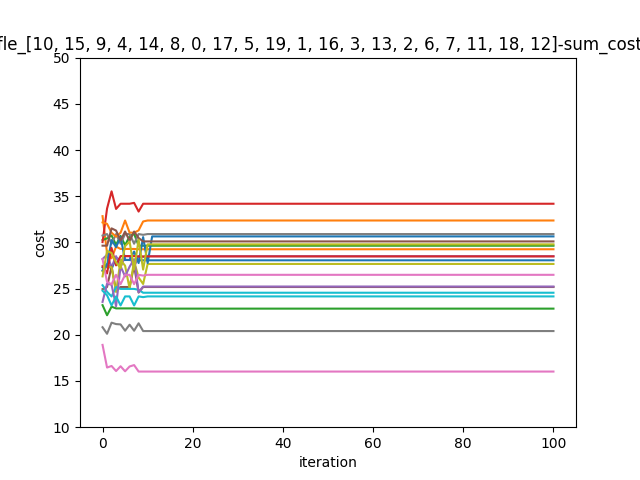 fle_[10, 15, 9, 4, 14, 8, 0, 17, 5, 19, 1, 16, 3, 13, 2, 6, 7, 11, 18, 12]-sum_cost
50
45
40
35
30
25
20
15
10
cost
0 20 40 60 80 100
iteration